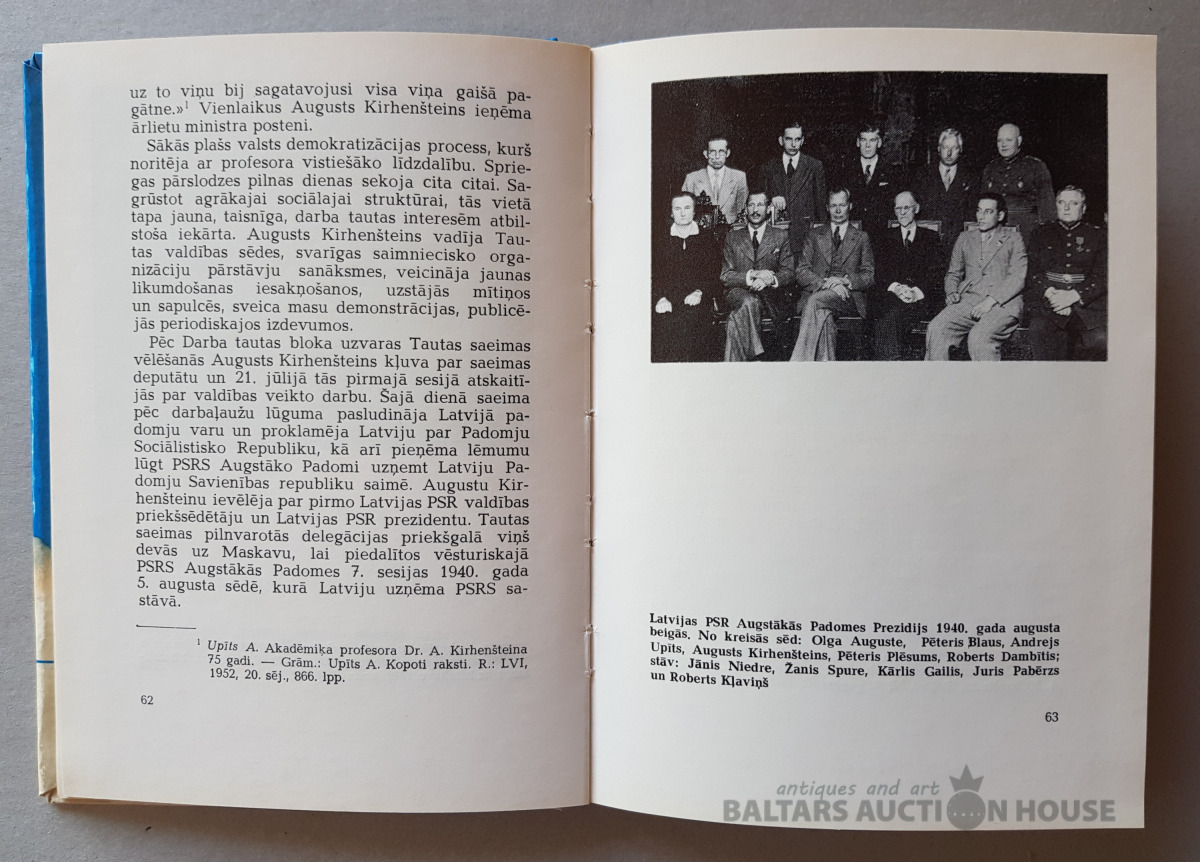 uz to viņu bij sagatavojusi visa viņa gaišā pa-
gātne.»¹ Vienlaikus Augusts Kirhenšteins ieņēma
ārlietu ministra posteni.
Sākās plašs valsts demokratizācijas process, kurš
noritēja ar profesora vistiešāko līdzdalību. Sprie-
gas pārslodzes pilnas dienas sekoja cita citai. Sa-
grūstot agrākajai sociālajai struktūrai, tās vietā
tapa jauna, taisnīga, darba tautas interesēm atbil-
stoša iekārta. Augusts Kirhenšteins vadīja Tau-
tas valdības sēdes, svarīgas saimniecisko orga-
nizāciju pārstāvju sanāksmes, veicināja jaunas
likumdošanas iesakņošanos, uzstājās mītiņos
un sapulcēs, sveica masu demonstrācijas, publicē-
jās periodiskajos izdevumos.
Pēc Darba tautas bloka uzvaras Tautas saeimas
vēlēšanās Augusts Kirhenšteins kļuva par saeimas
deputātu un 21. jūlijā tās pirmajā sesijā atskaitī-
jās par valdības veikto darbu. Šajā dienā saeima
pēc darbaļaužu lūguma pasludināja Latvijā pa-
domju varu un proklamēja Latviju par Padomju
Sociālistisko Republiku, kā arī pieņēma lēmumu
lūgt PSRS Augstāko Padomi uzņemt Latviju Pa-
domju Savienības republiku saimē. Augustu Kir-
henšteinu ievēlēja par pirmo Latvijas PSR valdības
priekšsēdētāju un Latvijas PSR prezidentu. Tautas
saeimas pilnvarotās delegācijas priekšgalā viņš
devās uz Maskavu, lai piedalītos vēsturiskajā
PSRS Augstākās Padomes 7. sesijas 1940. gada
5. augusta sēdē, kurā Latviju uzņēma PSRS sa-
stāvā.
¹ Upīts A. Akadēmiķa profesora Dr. A. Kirhenšteina
75 gadi. — Grām.: Upīts A. Kopoti raksti. R.: LVI,
1952, 20. sēj., 866. lpp.
62
Latvijas PSR Augstākās Padomes Prezidijs 1940. gada augusta
beigās. No kreisās sēd: Olga Auguste, Pēteris Blaus, Andrejs
Upīts, Augusts Kirhenšteins, Pēteris Plēsums, Roberts Dambītis;
stāv: Jānis Niedre, Žanis Spure, Kārlis Gailis, Juris Pabērzs
un Roberts Kļaviņš
63
antiques and art
BALTARS AUCTION HOUSE